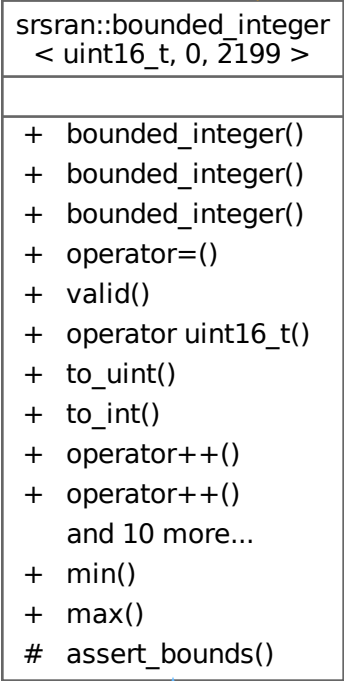 srsran::bounded_integer
< uint16_t, 0, 2199 >
+ bounded_integer()
+ bounded_integer()
+ bounded_integer()
+ operator=()
+ valid()
+ operator uint16_t()
+ to_uint()
+ to_int()
+ operator++()
+ operator++()
and 10 more...
+ min()
+ max()
# assert_bounds()